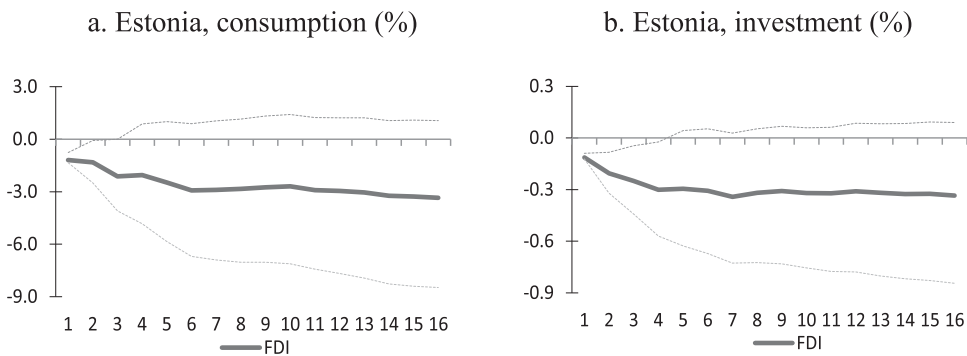 a. Estonia, consumption (%)
3.0
0.0
-3.0
-6.0
-9.0
1 2 3 4 5 6 7 8 9 10 11 12 13 14 15 16
FDI
b. Estonia, investment (%)
0.3
0.0
-0.3
-0.6
-0.9
1 2 3 4 5 6 7 8 9 10 11 12 13 14 15 16
FDI